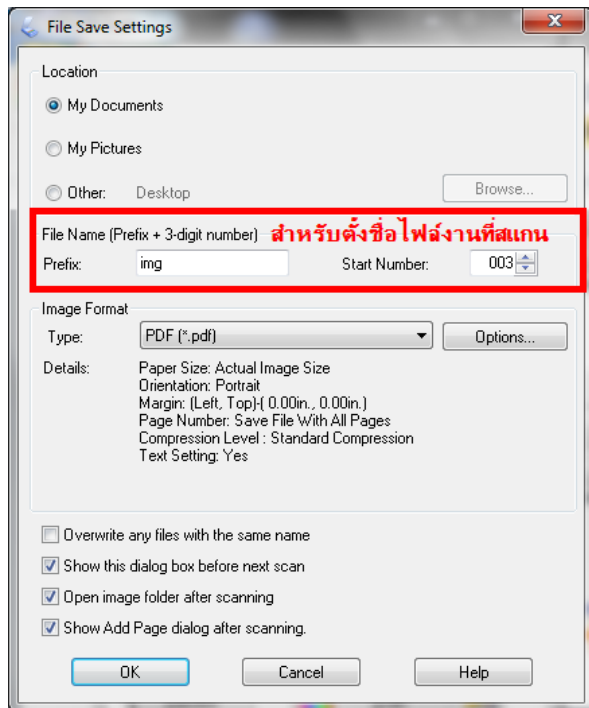 File Save Settings
Location
My Documents
My Pictures
Other: Desktop Browse...
File Name (Prefix + 3-digit number) สำหรับตั้งชื่อไฟล์งานที่สแกน
Prefix: img Start Number: 003
Image Format
Type: PDF (*.pdf) Options...
Details: Paper Size: Actual Image Size
Orientation: Portrait
Margin: (Left, Top)-( 0.00in., 0.00in.)
Page Number: Save File With All Pages
Compression Level : Standard Compression
Text Setting: Yes
Overwrite any files with the same name
Show this dialog box before next scan
Open image folder after scanning
Show Add Page dialog after scanning.
OK Cancel Help